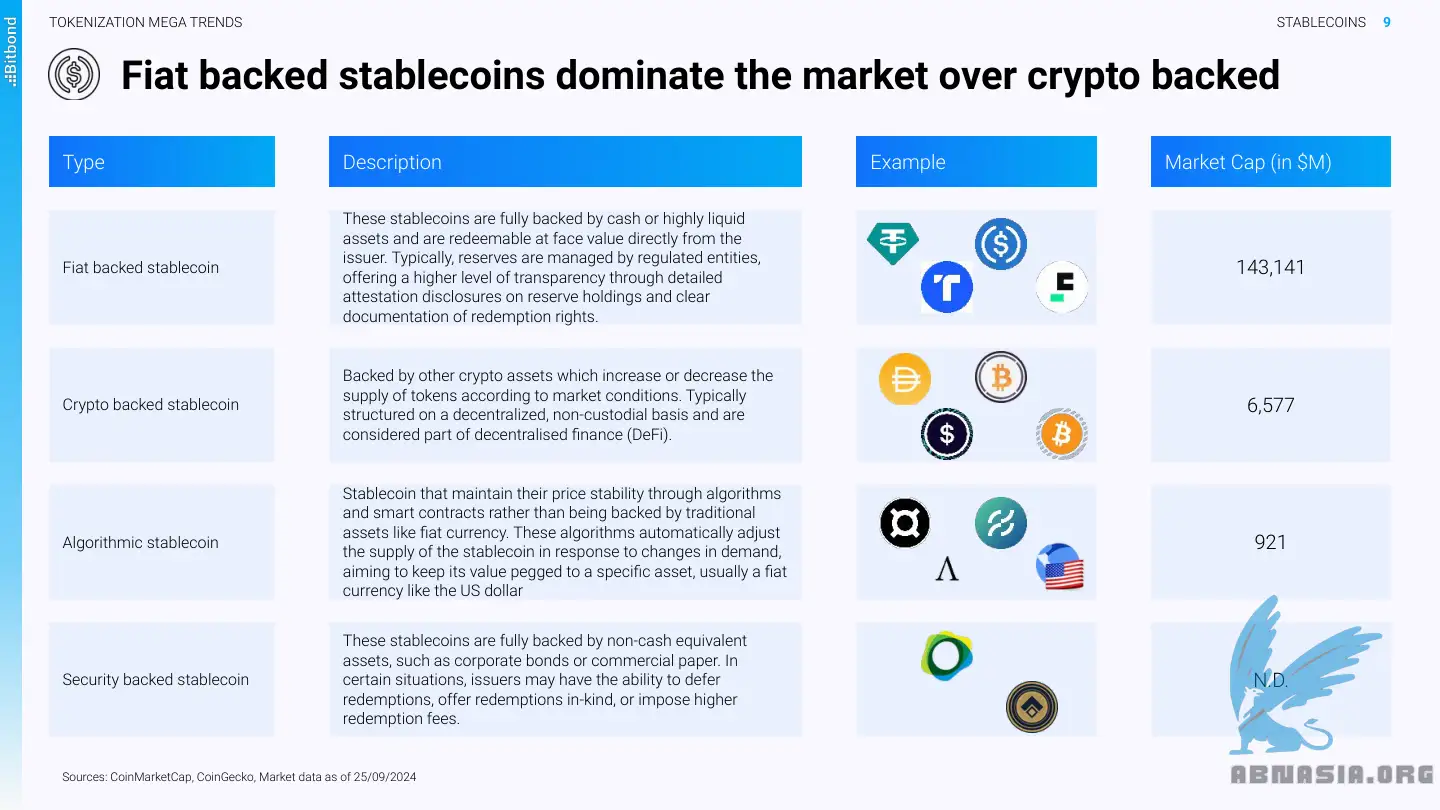 Bitbond
TOKENIZATION MEGA TRENDS
STABLECOINS 9
Fiat backed stablecoins dominate the market over crypto backed
Type
Description
Example
Market Cap (in $M)
Fiat backed stablecoin
These stablecoins are fully backed by cash or highly liquid
assets and are redeemable at face value directly from the
issuer. Typically, reserves are managed by regulated entities,
offering a higher level of transparency through detailed
attestation disclosures on reserve holdings and clear
documentation of redemption rights.
143,141
Crypto backed stablecoin
Backed by other crypto assets which increase or decrease the
supply of tokens according to market conditions. Typically
structured on a decentralized, non-custodial basis and are
considered part of decentralised finance (DeFi).
6,577
Algorithmic stablecoin
Stablecoin that maintain their price stability through algorithms
and smart contracts rather than being backed by traditional
assets like fiat currency. These algorithms automatically adjust
the supply of the stablecoin in response to changes in demand,
aiming to keep its value pegged to a specific asset, usually a fiat
currency like the US dollar
921
Security backed stablecoin
These stablecoins are fully backed by non-cash equivalent
assets, such as corporate bonds or commercial paper. In
certain situations, issuers may have the ability to defer
redemptions, offer redemptions in-kind, or impose higher
redemption fees.
N.D.
Sources: CoinMarketCap, CoinGecko, Market data as of 25/09/2024
ABNASIA.ORG